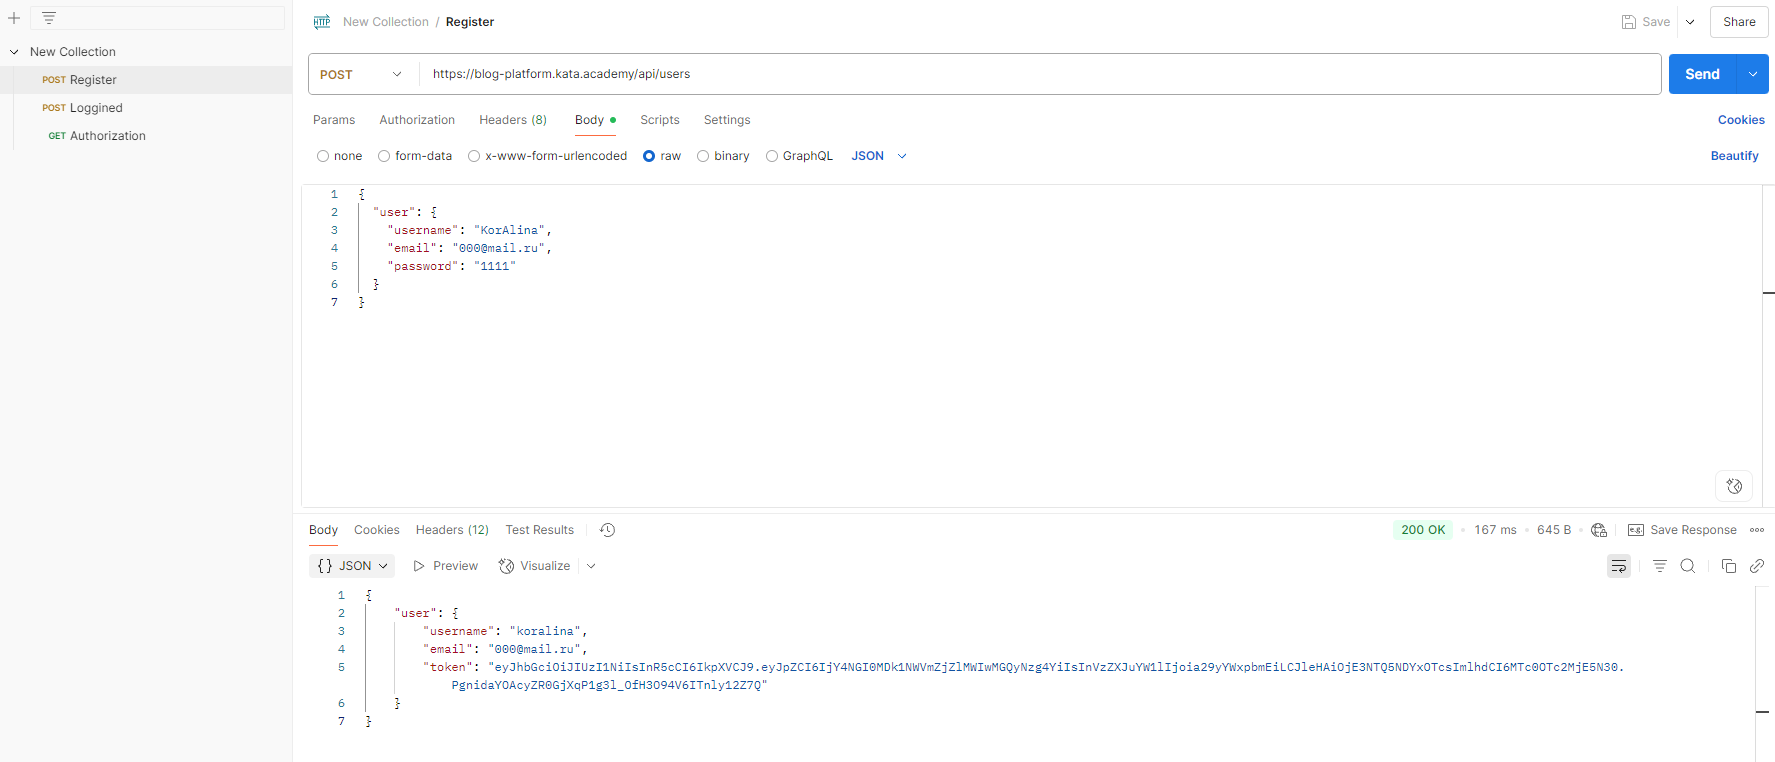 New Collection
POST Register
POST Loggined
GET Authorization
HTTP New Collection / Register
Save
Share
POST
https://blog-platform.kata.academy/api/users
Send
Params Authorization Headers (8) Body Scripts Settings
Cookies
none form-data x-www-form-urlencoded raw binary GraphQL JSON
Beautify
1 {
2 "user": {
3 "username": "KorAlina",
4 "email": "000@mail.ru",
5 "password": "1111"
6 }
7 }
Body Cookies Headers (12) Test Results
200 OK • 167 ms • 645 B •
e.g. Save Response
{} JSON Preview Visualize
1 {
2 "user": {
3 "username": "koralina",
4 "email": "000@mail.ru",
5 "token": "eyJhbGciOiJIUzI1NiIsInR5cCI6IkpXVCJ9.eyJpZCI6IjY4NGI0MDk1NWVmZjZlMWIwMGQyNzg4YiIsInVzZXJuYW1lIjoia29yYWxpbmEiLCJleHAiOjE3NTQ5NDYxOTcsImlhdCI6MTc0OTc2MjE5N30.
PgnidaYOAcyZR0GjXqP1g3l_OfH3O94V6ITnly12Z7Q"
6 }
7 }